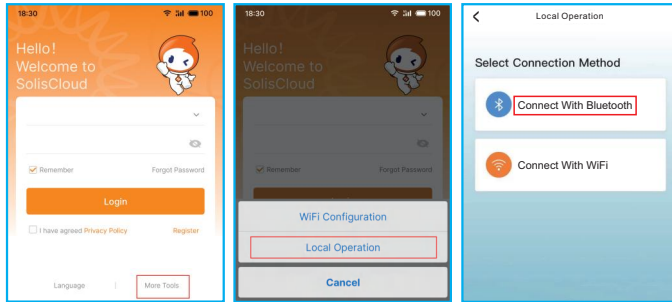 18:30
100
Hello!
Welcome to
SolisCloud
Remember
Forgot Password
Login
I have agreed Privacy Policy
Register
Language
More Tools
18:30
100
Hello!
Welcome to
SolisCloud
Remember
Forgot Password
WiFi Configuration
Local Operation
Cancel
Local Operation
Select Connection Method
Connect With Bluetooth
Connect With WiFi